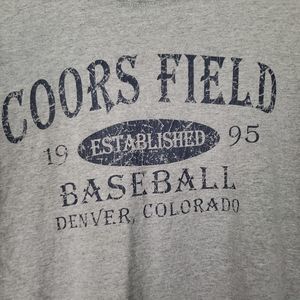 COORS FIELD
19 ESTABLISHED 95
BASEBALL
DENVER, COLORADO